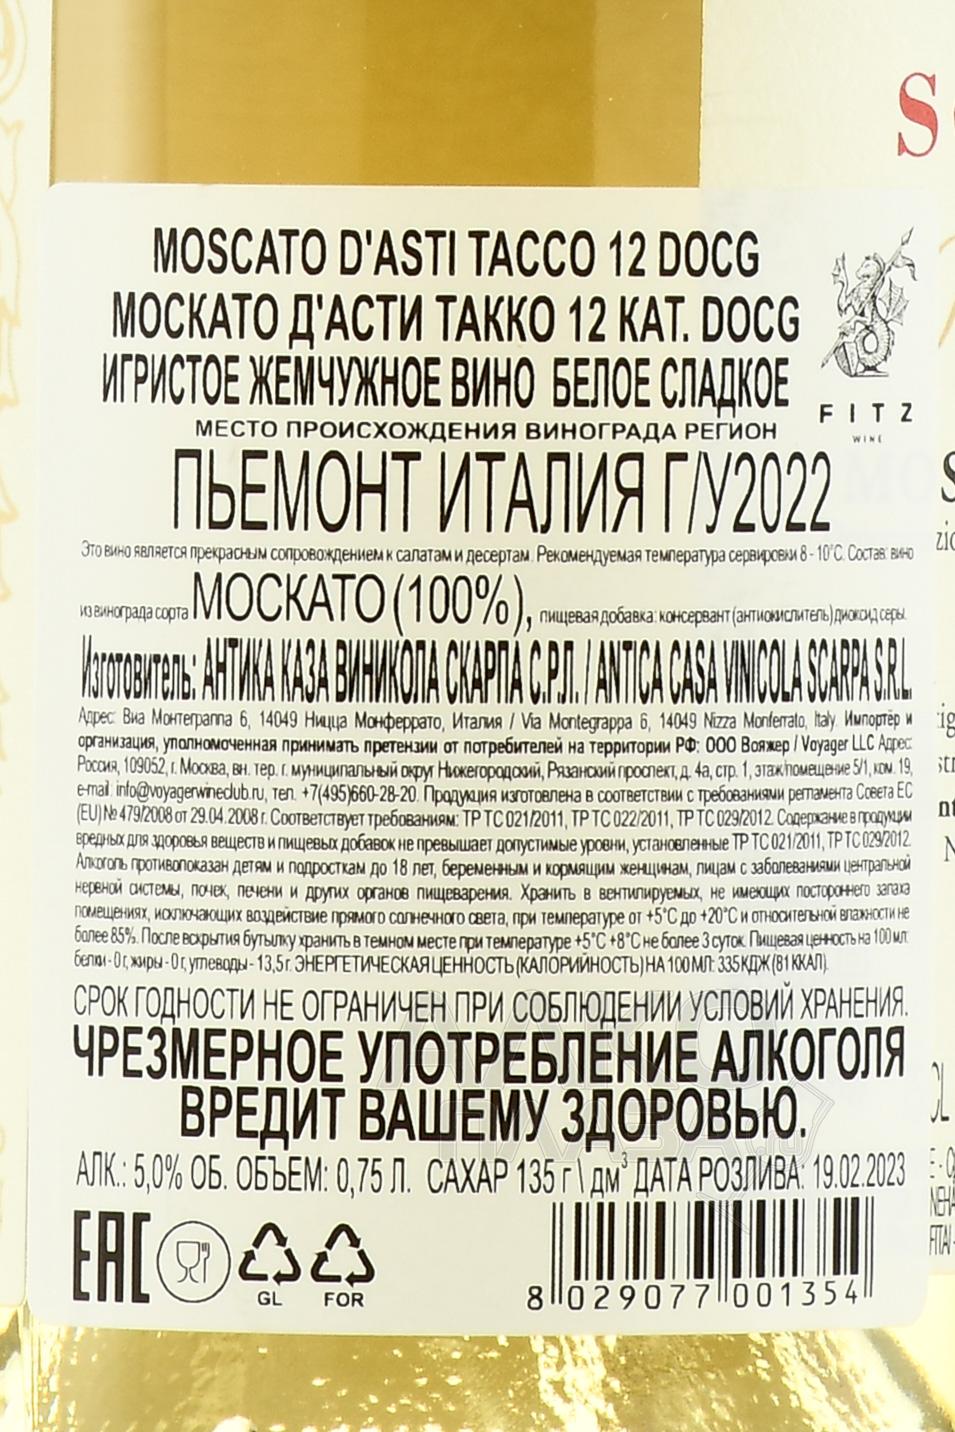 MOSCATO D'ASTI TACCO 12 DOCG
МОСКАТО Д'АСТИ ТАККО 12 КАТ. DOCG
ИГРИСТОЕ ЖЕМЧУЖНОЕ ВИНО БЕЛОЕ СЛАДКОЕ
FITZ
WINE
МЕСТО ПРОИСХОЖДЕНИЯ ВИНОГРАДА РЕГИОН
ПЬЕМОНТ ИТАЛИЯ Г/У2022
Это вино является прекрасным сопровождением к салатам и десертам. Рекомендуемая температура сервировки 8 - 10°C. Состав: вино
из винограда сорта МОСКАТО (100%), пищевая добавка: консервант (антиокислитель) диоксид серы.
Изготовитель: АНТИКА КАЗА ВИНИКОЛА СКАРПА С.Р.Л. / ANTICA CASA VINICOLA SCARPA S.R.L.
Адрес: Виа Монтеграппа 6, 14049 Ницца Монферрато, Италия / Via Montegrappa 6, 14049 Nizza Monferrato, Italy. Импортёр и
организация, уполномоченная принимать претензии от потребителей на территории РФ: ООО Вояжер / Voyager LLC Адрес:
Россия, 109052, г. Москва, вн. тер. г. муниципальный округ Нижегородский, Рязанский проспект, д. 4а, стр. 1, этаж/помещение 5/1, ком. 19,
e-mail: info@voyagerwineclub.ru, тел. +7(495)660-28-20. Продукция изготовлена в соответствии с требованиями регламента Совета ЕС
(EU) № 479/2008 от 29.04.2008 г. Соответствует требованиям: ТР ТС 021/2011, ТР ТС 022/2011, ТР ТС 029/2012. Содержание в продукции
вредных для здоровья веществ и пищевых добавок не превышает допустимые уровни, установленные ТР ТС 021/2011, ТР ТС 029/2012.
Алкоголь противопоказан детям и подросткам до 18 лет, беременным и кормящим женщинам, лицам с заболеваниями центральной
нервной системы, почек, печени и других органов пищеварения. Хранить в вентилируемых, не имеющих постороннего запаха
помещениях, исключающих воздействие прямого солнечного света, при температуре от +5°C до +20°C и относительной влажности не
более 85%. После вскрытия бутылку хранить в темном месте при температуре +5°C +8°C не более 3 суток. Пищевая ценность на 100 мл:
белки - 0 г, жиры - 0 г, углеводы - 13,5 г. ЭНЕРГЕТИЧЕСКАЯ ЦЕННОСТЬ (КАЛОРИЙНОСТЬ) НА 100 МЛ: 335 КДЖ (81 ККАЛ).
СРОК ГОДНОСТИ НЕ ОГРАНИЧЕН ПРИ СОБЛЮДЕНИИ УСЛОВИЙ ХРАНЕНИЯ.
ЧРЕЗМЕРНОЕ УПОТРЕБЛЕНИЕ АЛКОГОЛЯ
ВРЕДИТ ВАШЕМУ ЗДОРОВЬЮ.
АЛК.: 5,0% ОБ. ОБЪЕМ: 0,75 Л. САХАР 135 г \ дм³ ДАТА РОЗЛИВА: 19.02.2023
EAC
GL
FOR
8 029077 001354